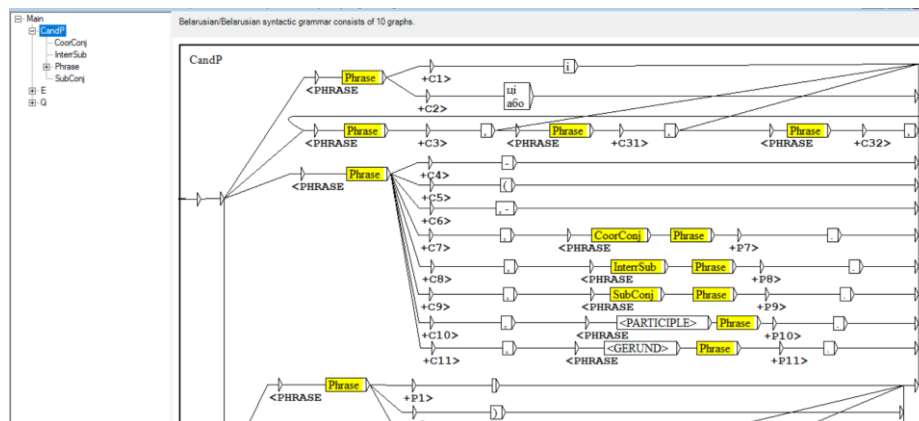 Main
CandP
CoorConj
InterrSub
Phrase
SubConj
E
Q
Belarusian/Belarusian syntactic grammar consists of 10 graphs.
CandP
Phrase
<PHRASE
+C1>
і
+C2>
ці
або
Phrase , Phrase , Phrase ,
<PHRASE +C3> <PHRASE +C31> <PHRASE +C32>
Phrase
<PHRASE
+C4>
-
+C5>
(
+C6>
,-
+C7> , <PHRASE CoorConj Phrase +P7> .
+C8> , <PHRASE InterrSub Phrase +P8> .
+C9> , <PHRASE SubConj Phrase +P9> .
+C10> , <PHRASE <PARTICIPLE> Phrase +P10> .
+C11> , <PHRASE <GERUND> Phrase +P11> .
Phrase
<PHRASE
+P1>
)